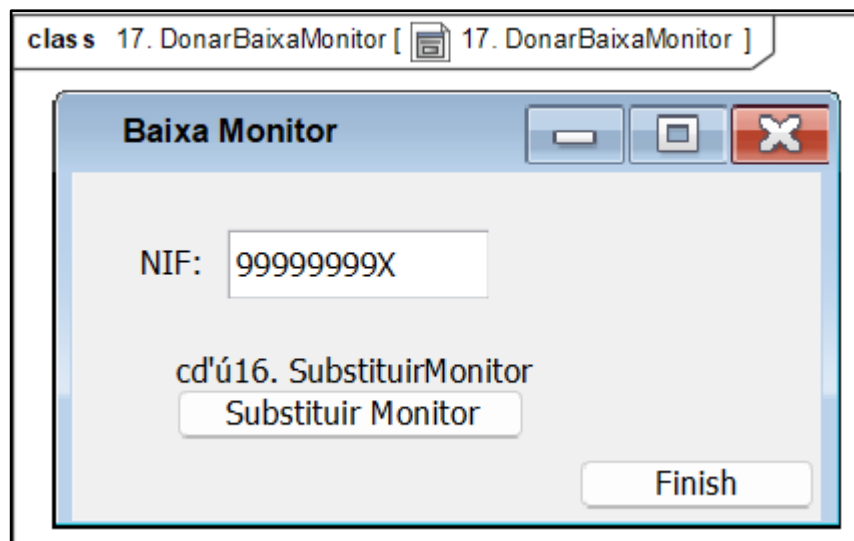 class 17. DonarBaixaMonitor [ 17. DonarBaixaMonitor ]
Baixa Monitor
NIF: 99999999X
cd'ú16. SubstituirMonitor
Substituir Monitor
Finish